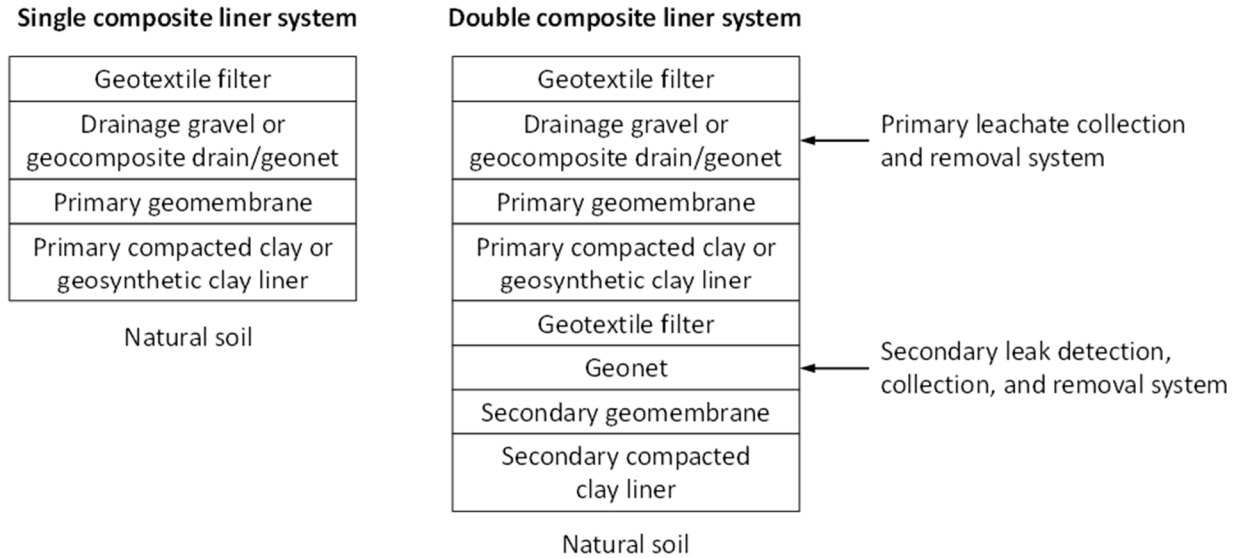 Single composite liner system
Geotextile filter
Drainage gravel or
geocomposite drain/geonet
Primary geomembrane
Primary compacted clay or
geosynthetic clay liner
Natural soil
Double composite liner system
Geotextile filter
Drainage gravel or
geocomposite drain/geonet
Primary geomembrane
Primary compacted clay or
geosynthetic clay liner
Geotextile filter
Geonet
Secondary geomembrane
Secondary compacted
clay liner
Natural soil
Primary leachate collection
and removal system
Secondary leak detection,
collection, and removal system